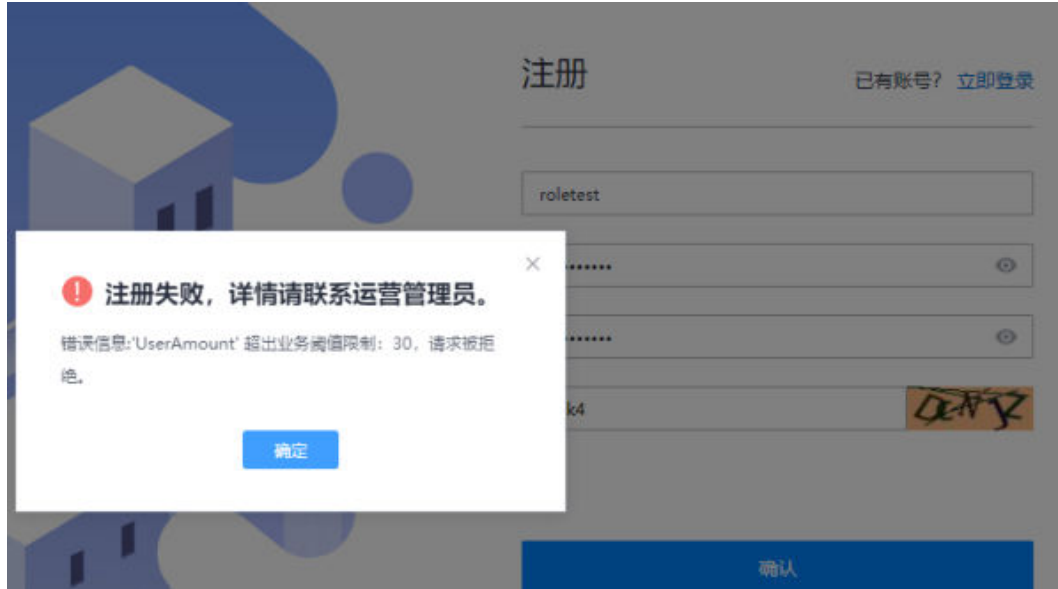 注册
已有账号? 立即登录
roletest
注册失败，详情请联系运营管理员。
错误信息:'UserAmount' 超出业务阈值限制：30，请求被拒
绝。
k4
确定
确认